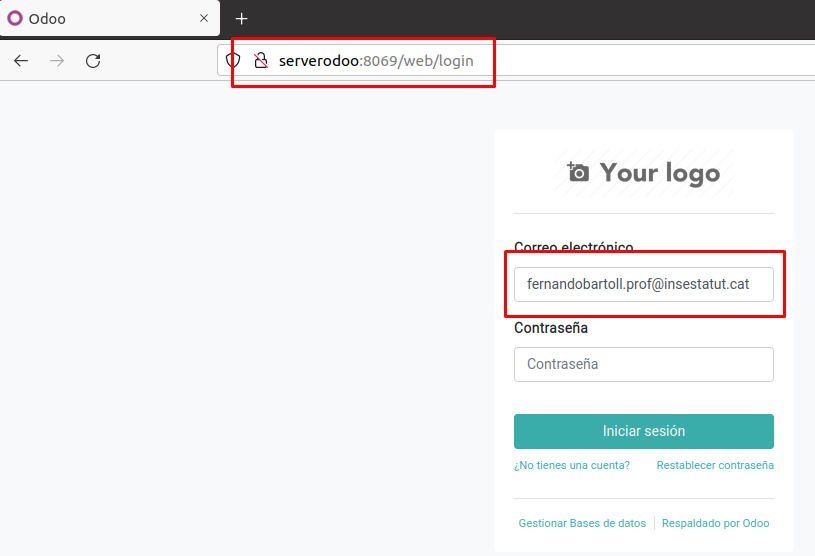 Odoo
serverodoo:8069/web/login
Your logo
Correo electrónico
fernandobartoll.prof@insestatut.cat
Contraseña
Contraseña
Iniciar sesión
¿No tienes una cuenta? Restablecer contraseña
Gestionar Bases de datos | Respaldado por Odoo